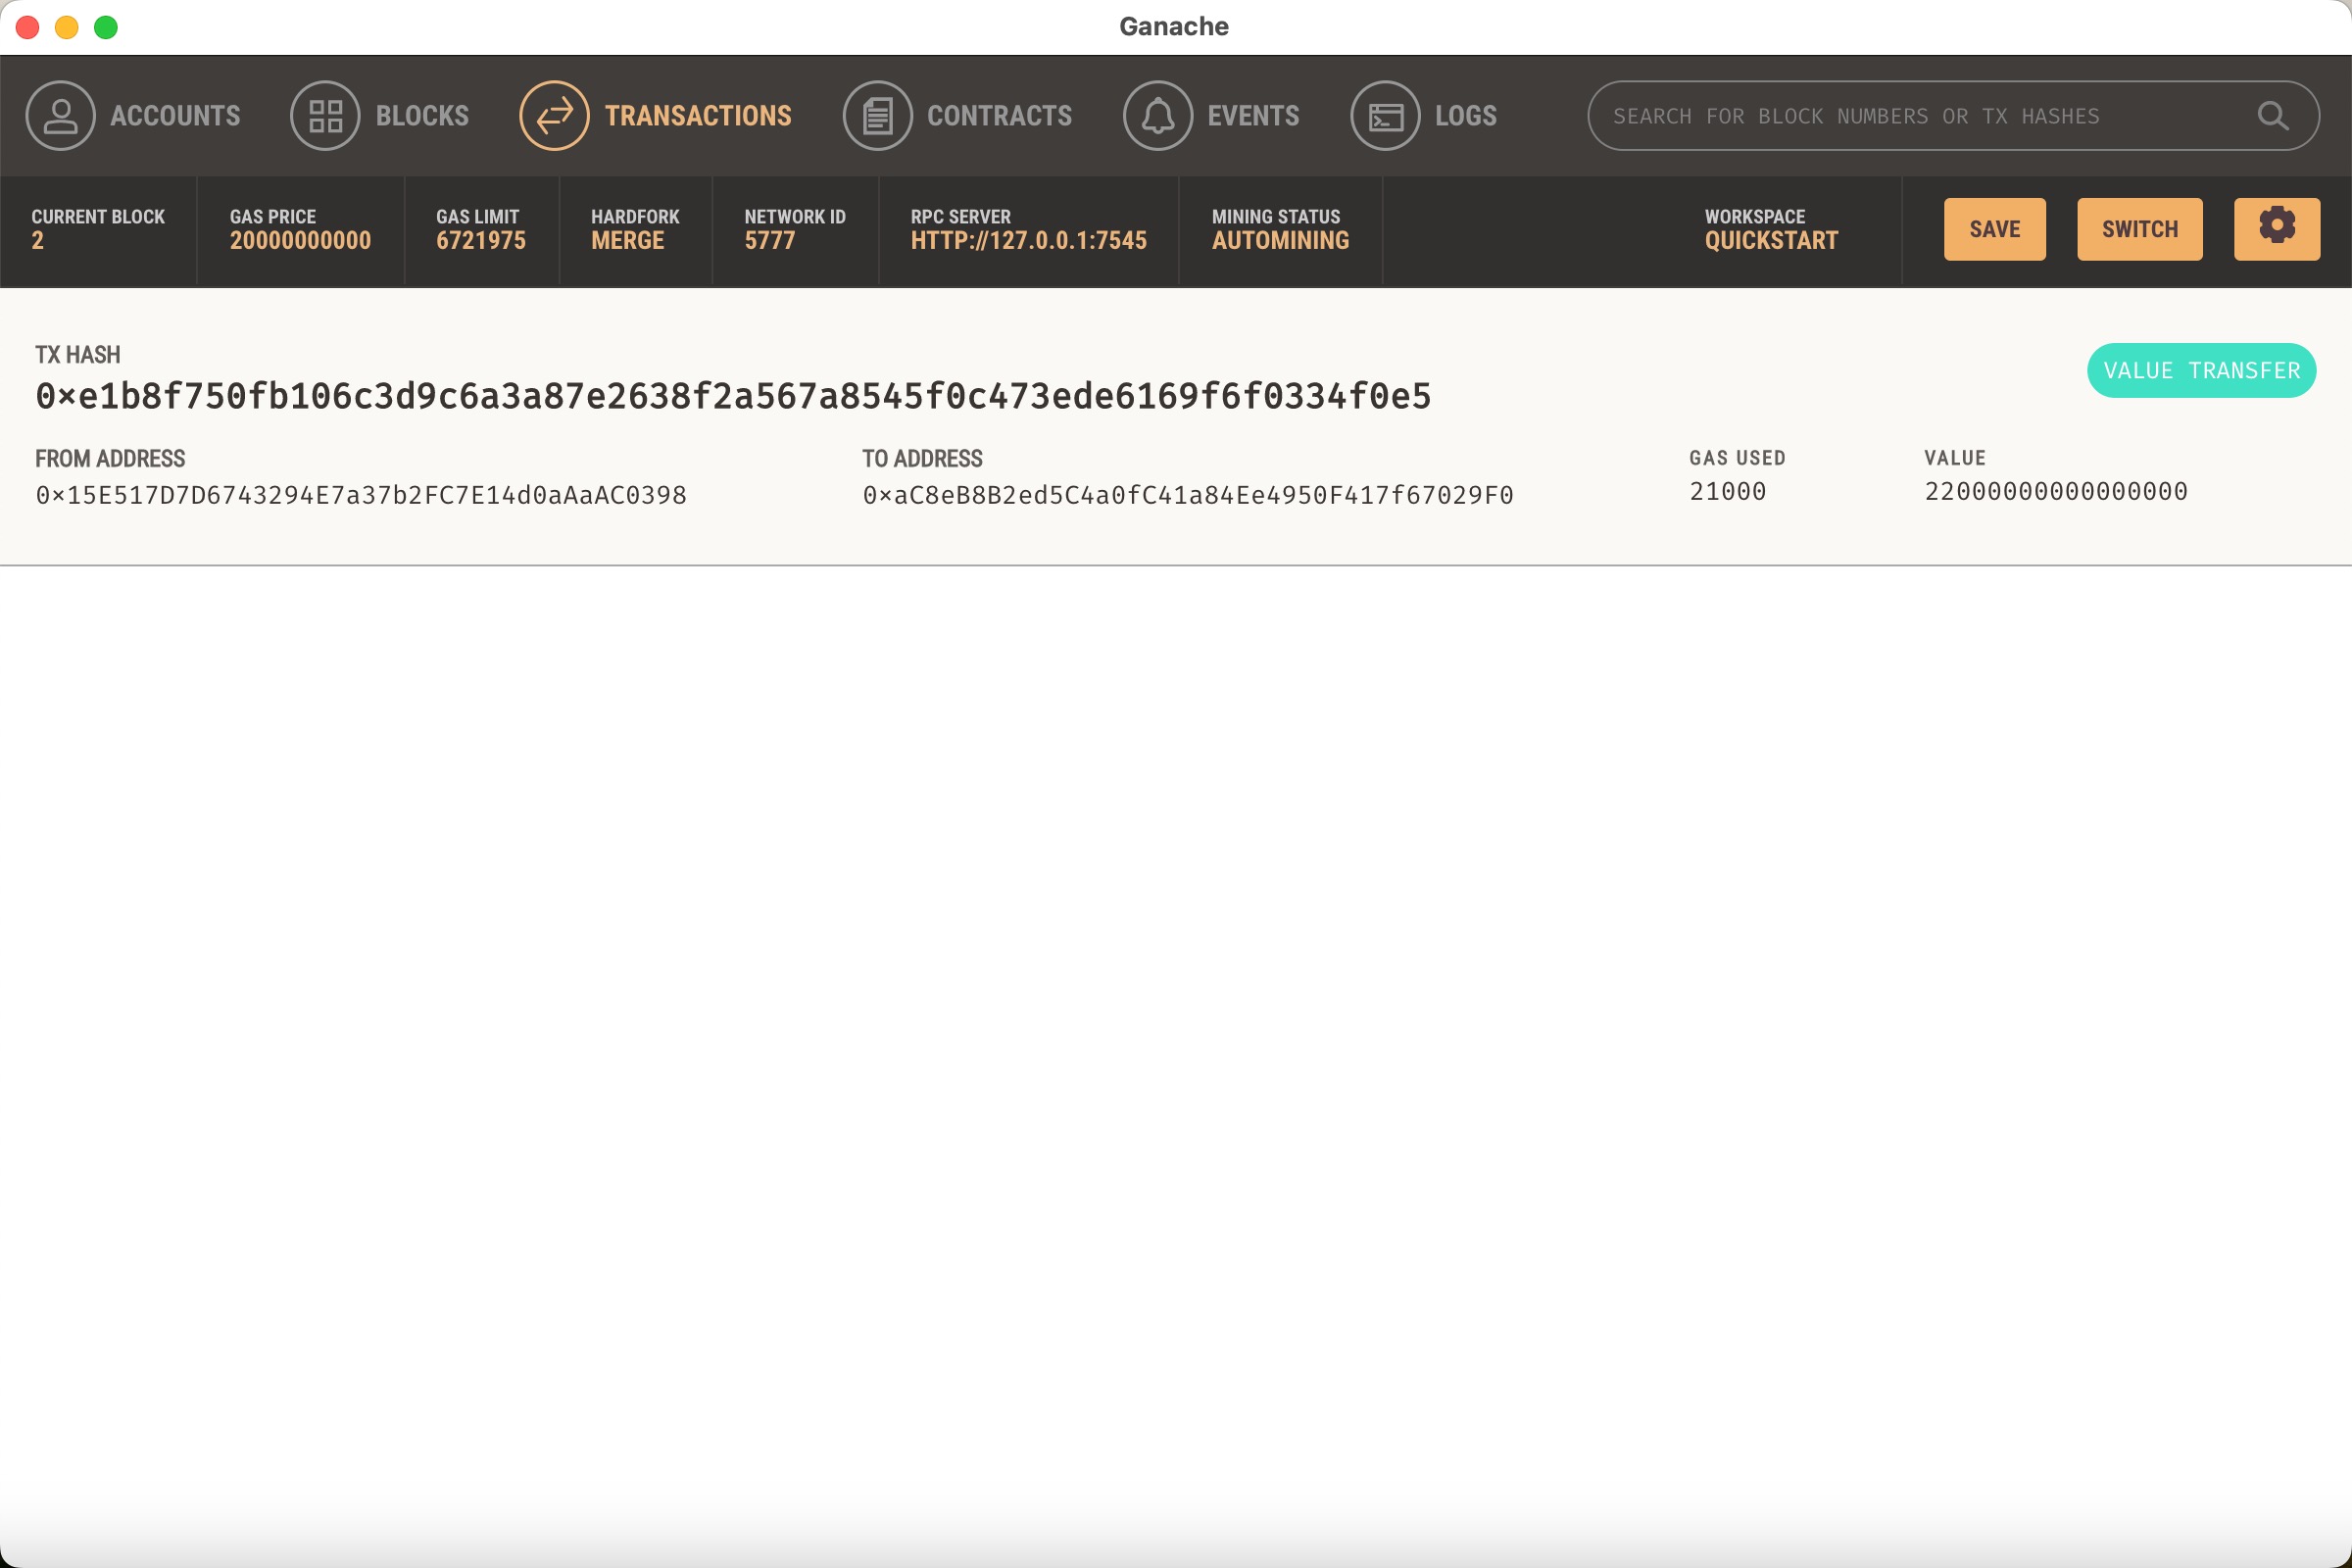 Ganache
ACCOUNTS BLOCKS TRANSACTIONS CONTRACTS EVENTS LOGS SEARCH FOR BLOCK NUMBERS OR TX HASHES
CURRENT BLOCK GAS PRICE GAS LIMIT HARDFORK NETWORK ID RPC SERVER MINING STATUS WORKSPACE
2 20000000000 6721975 MERGE 5777 HTTP://127.0.0.1:7545 AUTOMINING QUICKSTART SAVE SWITCH
TX HASH
0×e1b8f750fb106c3d9c6a3a87e2638f2a567a8545f0c473ede6169f6f0334f0e5 VALUE TRANSFER
FROM ADDRESS TO ADDRESS GAS USED VALUE
0×15E517D7D6743294E7a37b2FC7E14d0aAaAC0398 0×aC8eB8B2ed5C4a0fC41a84Ee4950F417f67029F0 21000 22000000000000000